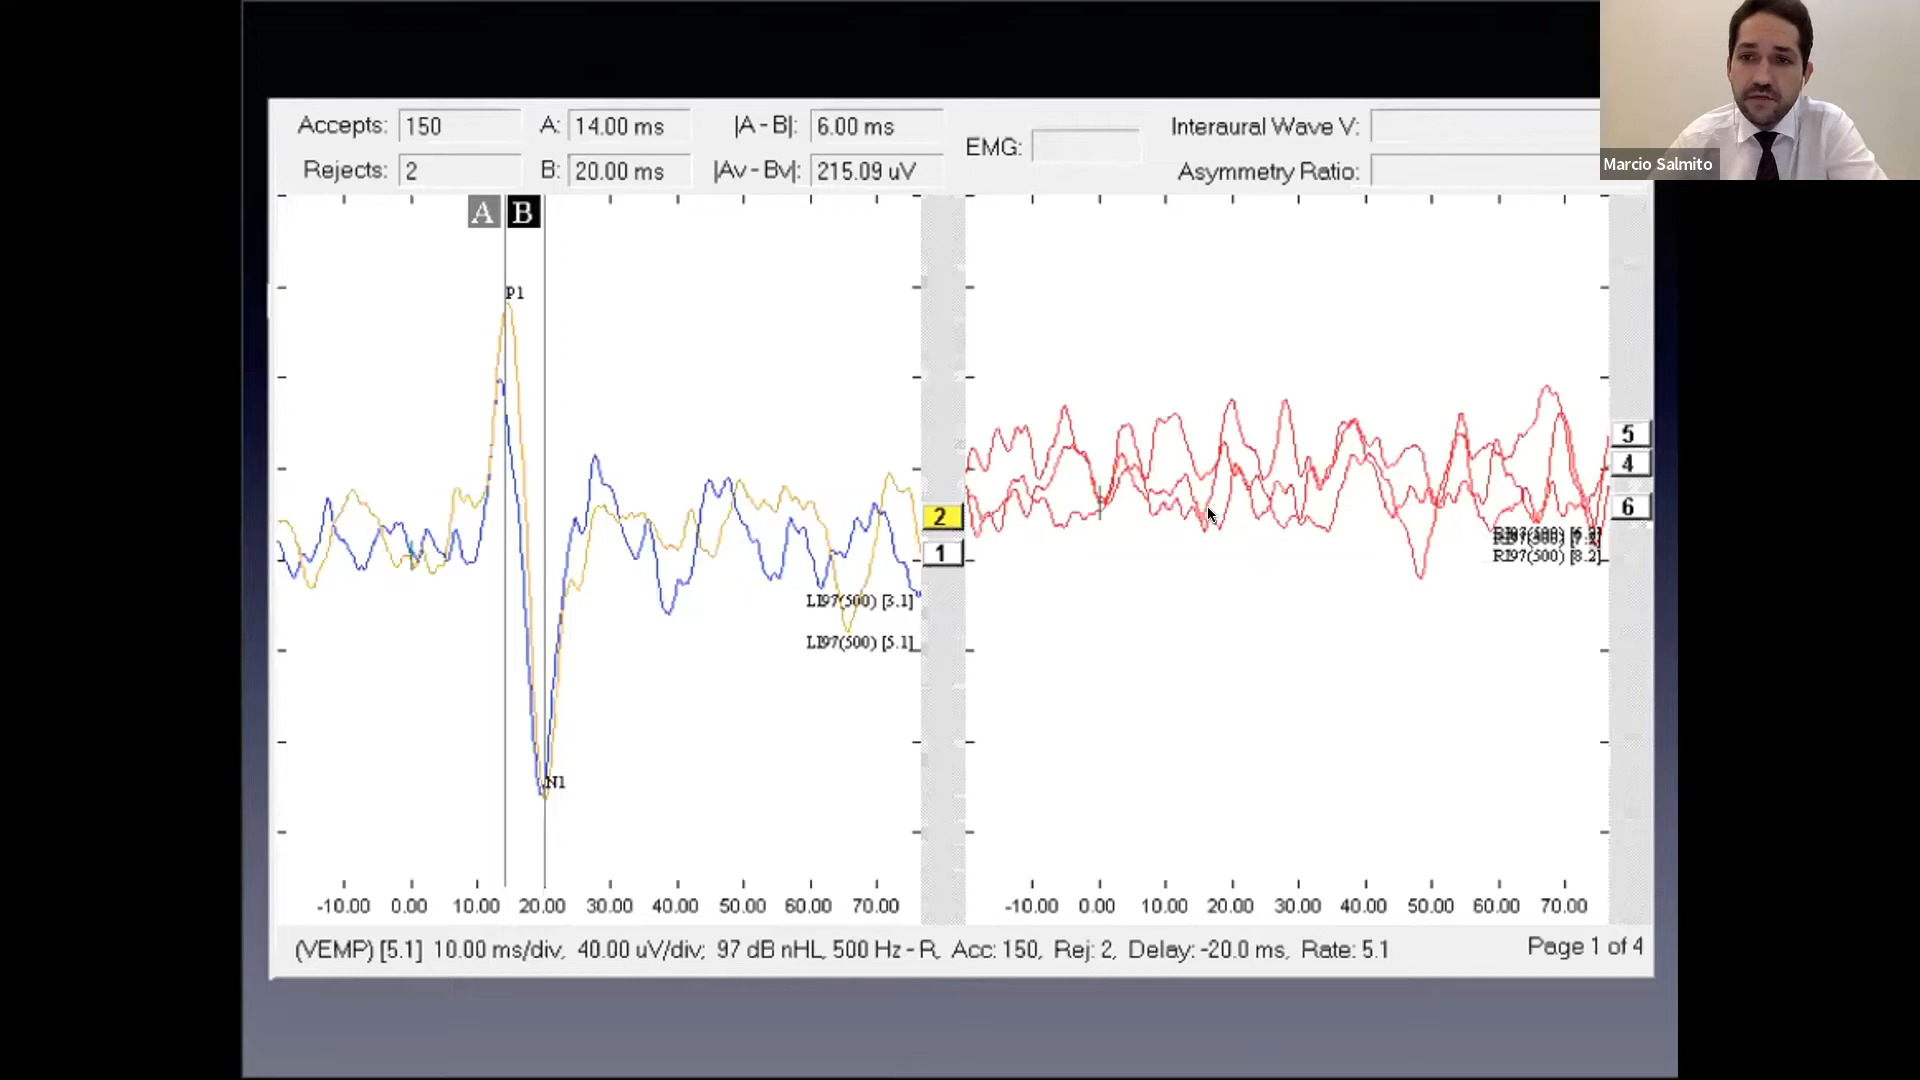 Marcio Salmito
Accepts: 150 A: 14.00 ms |A - B|: 6.00 ms EMG: Interaural Wave V:
Rejects: 2 B: 20.00 ms |Av - Bv|: 215.09 uV Asymmetry Ratio:
A B
P1
5
4
2
6
1
RI97(500) [8.2]
LI97(500) [3.1]
LI97(500) [5.1]
N1
-10.00 0.00 10.00 20.00 30.00 40.00 50.00 60.00 70.00 -10.00 0.00 10.00 20.00 30.00 40.00 50.00 60.00 70.00
(VEMP) [5.1] 10.00 ms/div, 40.00 uV/div; 97 dB nHL, 500 Hz - R, Acc: 150, Rej: 2, Delay: -20.0 ms, Rate: 5.1 Page 1 of 4